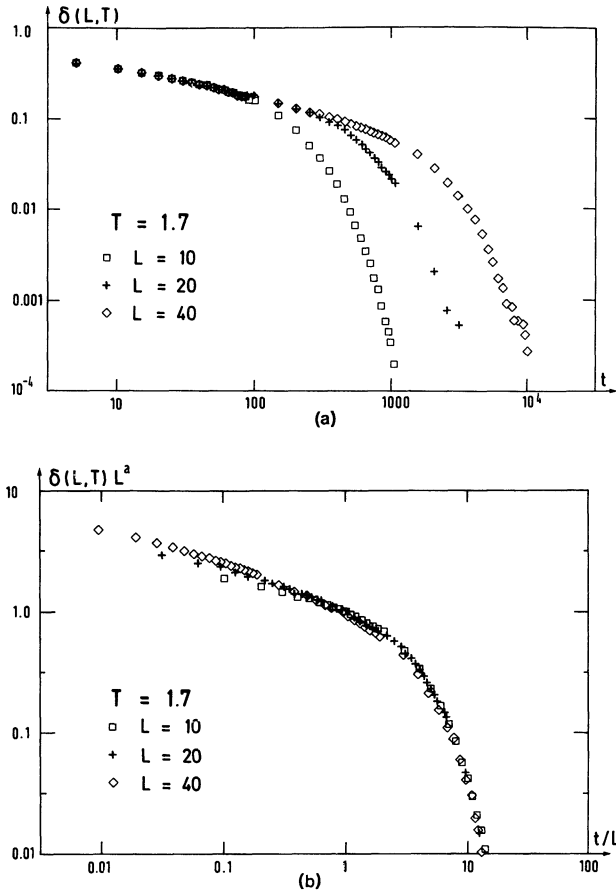 δ(L,T)
1.0
0.1
0.01
0.001
10⁻⁴
T = 1.7
□ L = 10
+ L = 20
◇ L = 40
10
100
1000
10⁴
t
(a)
δ(L,T) Lᵃ
10
1.0
0.1
0.01
T = 1.7
□ L = 10
+ L = 20
◇ L = 40
0.01
0.1
1
10
100
t/L
(b)